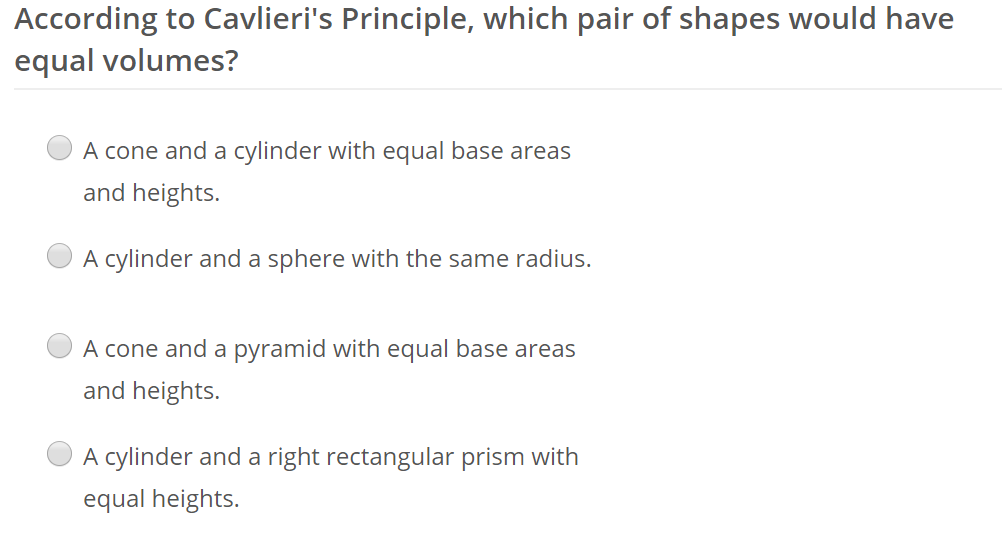 According to Cavlieri's Principle, which pair of shapes would have
equal volumes?
A cone and a cylinder with equal base areas
and heights.
A cylinder and a sphere with the same radius.
A cone and a pyramid with equal base areas
and heights.
A cylinder and a right rectangular prism with
equal heights.